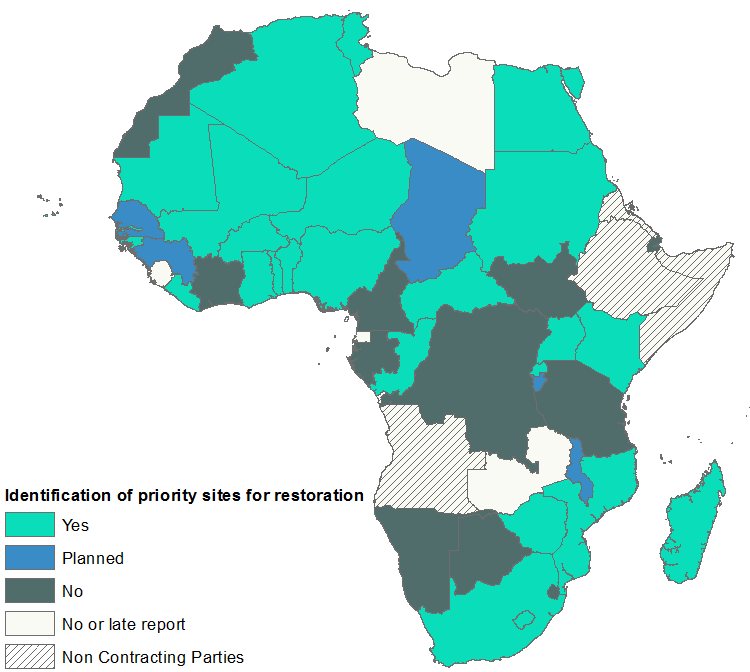 Identification of priority sites for restoration
Yes
Planned
No
No or late report
Non Contracting Parties